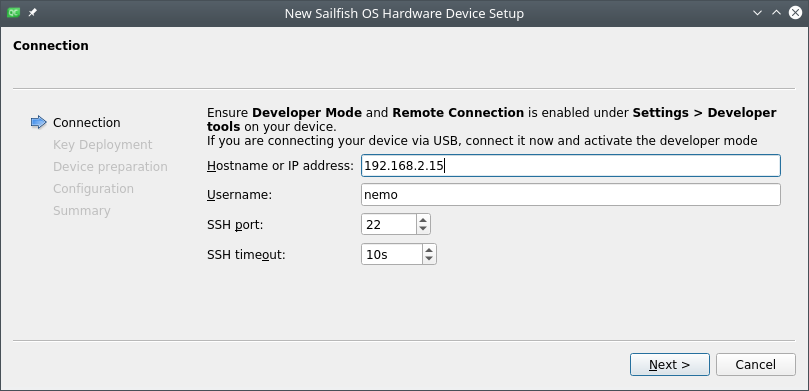 New Sailfish OS Hardware Device Setup
Connection
Connection
Key Deployment
Device preparation
Configuration
Summary
Ensure Developer Mode and Remote Connection is enabled under Settings > Developer
tools on your device.
If you are connecting your device via USB, connect it now and activate the developer mode
Hostname or IP address: 192.168.2.15
Username: nemo
SSH port: 22
SSH timeout: 10s
Next > Cancel